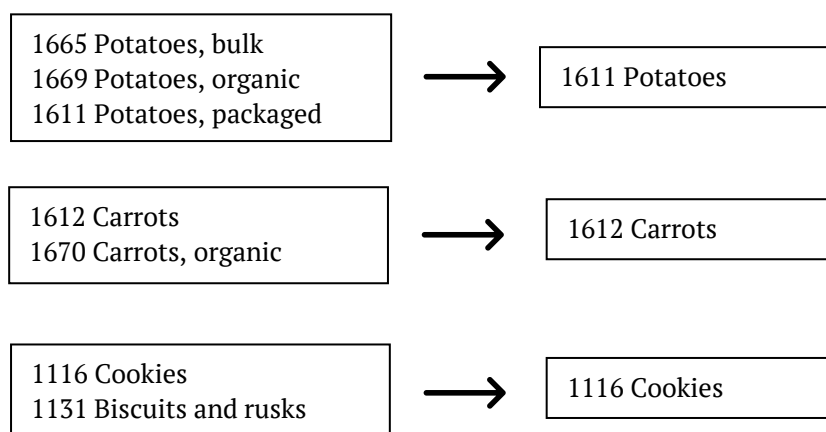 1665 Potatoes, bulk
1669 Potatoes, organic
1611 Potatoes, packaged
1611 Potatoes
1612 Carrots
1670 Carrots, organic
1612 Carrots
1116 Cookies
1131 Biscuits and rusks
1116 Cookies